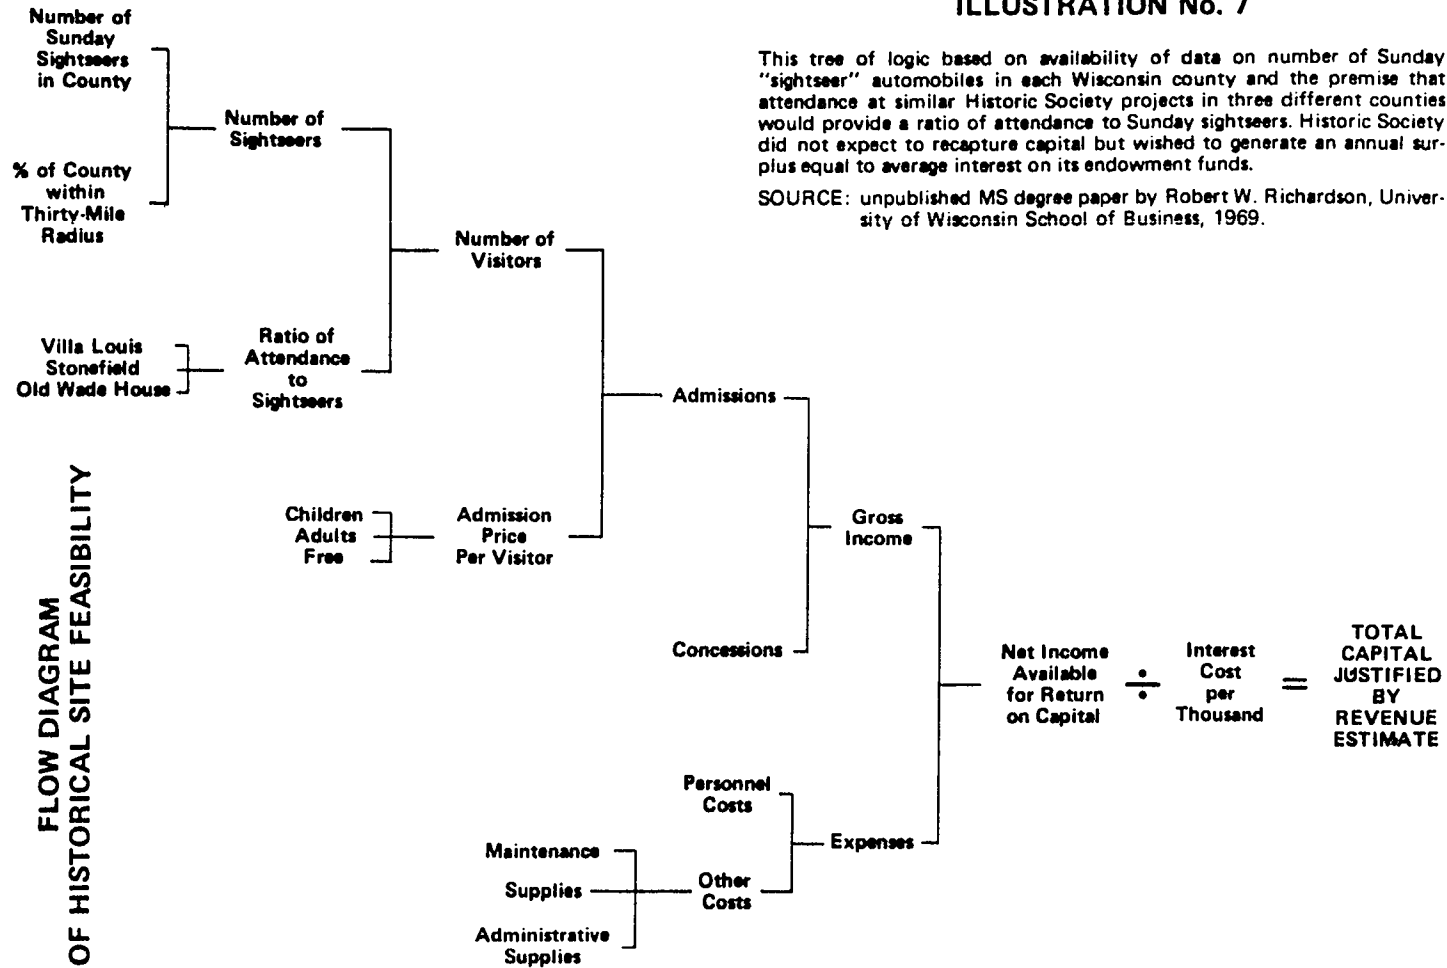 ILLUSTRATION No. 7
This tree of logic based on availability of data on number of Sunday
"sightseer" automobiles in each Wisconsin county and the premise that
attendance at similar Historic Society projects in three different counties
would provide a ratio of attendance to Sunday sightseers. Historic Society
did not expect to recapture capital but wished to generate an annual sur-
plus equal to average interest on its endowment funds.
SOURCE: unpublished MS degree paper by Robert W. Richardson, Univer-
sity of Wisconsin School of Business, 1969.
Number of
Sunday
Sightseers
in County
% of County
within
Thirty-Mile
Radius
Number of
Sightseers
Villa Louis
Stonefield
Old Wade House
Ratio of
Attendance
to
Sightseers
Number of
Visitors
Children
Adults
Free
Admission
Price
Per Visitor
Admissions
Concessions
Gross
Income
Personnel
Costs
Maintenance
Supplies
Administrative
Supplies
Other
Costs
Expenses
Net Income
Available
for Return
on Capital
÷
Interest
Cost
per
Thousand
=
TOTAL
CAPITAL
JUSTIFIED
BY
REVENUE
ESTIMATE
FLOW DIAGRAM
OF HISTORICAL SITE FEASIBILITY